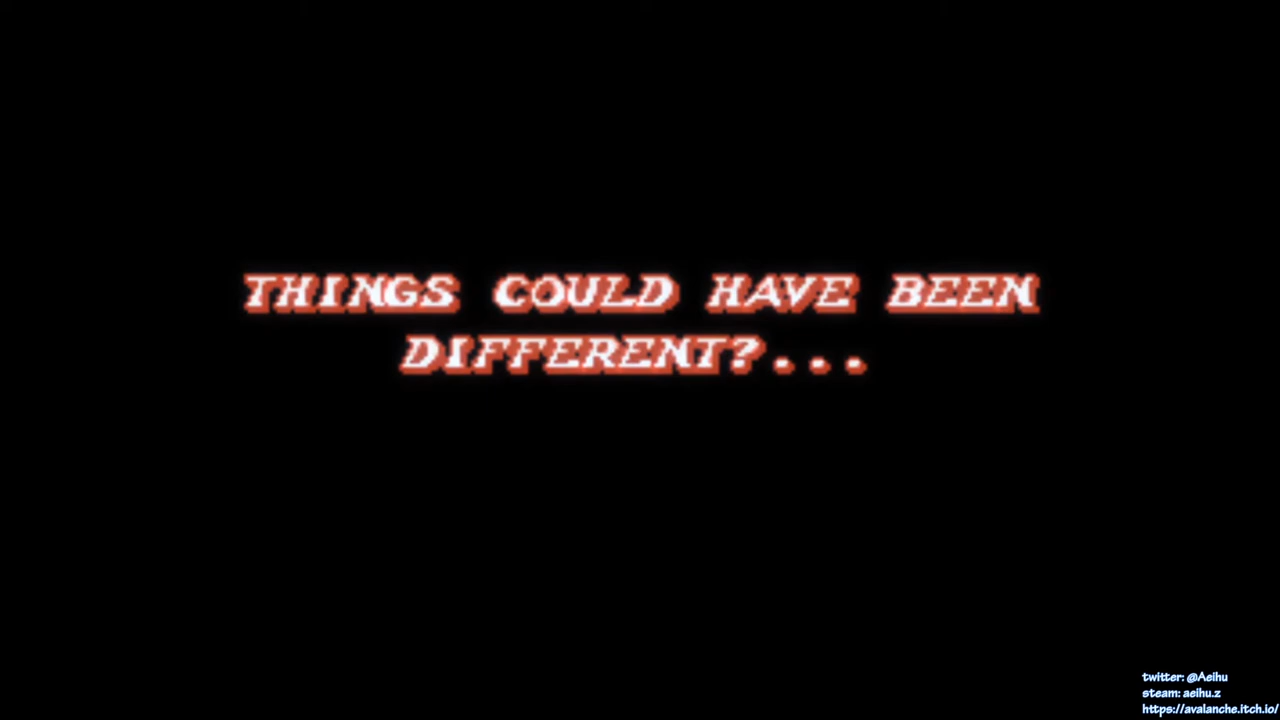 THINGS COULD HAVE BEEN
DIFFERENT?...
twitter: @Aeihu
steam: aeihu.z
https://avalanche.itch.io/